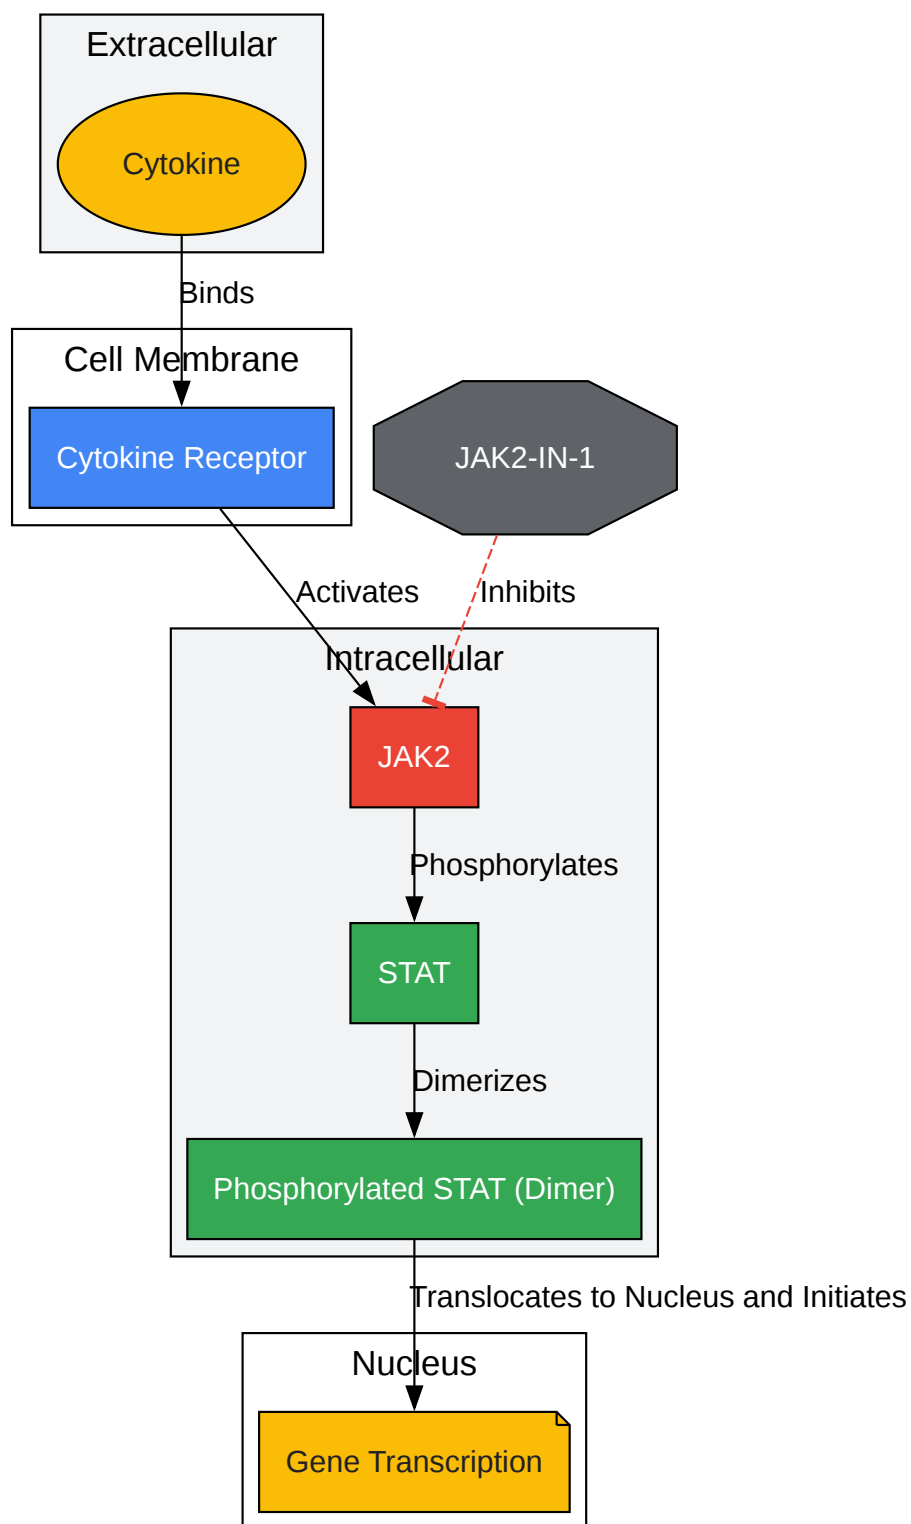 Extracellular
Cytokine
Binds
Cell Membrane
Cytokine Receptor
JAK2-IN-1
Activates
Inhibits
Intracellular
JAK2
Phosphorylates
STAT
Dimerizes
Phosphorylated STAT (Dimer)
Translocates to Nucleus and Initiates
Nucleus
Gene Transcription